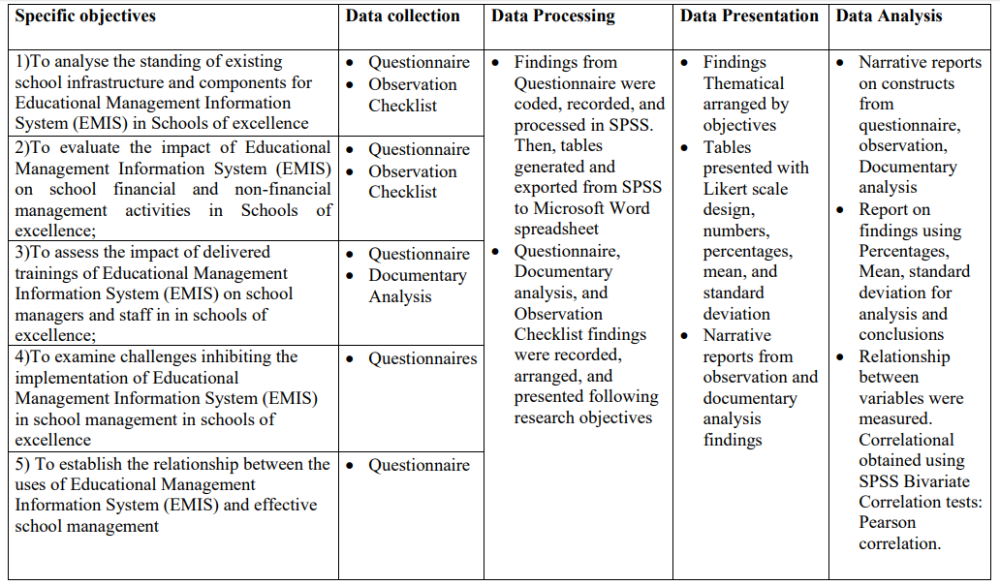 Specific objectives
Data collection
Data Processing
Data Presentation
Data Analysis
1)To analyse the standing of existing
school infrastructure and components for
Educational Management Information
System (EMIS) in Schools of excellence
• Questionnaire
• Observation
Checklist
2)To evaluate the impact of Educational
Management Information System (EMIS)
on school financial and non-financial
management activities in Schools of
excellence;
• Questionnaire
• Observation
Checklist
3)To assess the impact of delivered
trainings of Educational Management
Information System (EMIS) on school
managers and staff in in schools of
excellence;
• Questionnaire
• Documentary
Analysis
4)To examine challenges inhibiting the
implementation of Educational
Management Information System (EMIS)
in school management in schools of
excellence
• Questionnaires
5) To establish the relationship between the
uses of Educational Management
Information System (EMIS) and effective
school management
• Questionnaire
• Findings from
Questionnaire were
coded, recorded, and
processed in SPSS.
Then, tables
generated and
exported from SPSS
to Microsoft Word
spreadsheet
• Questionnaire,
Documentary
analysis, and
Observation
Checklist findings
were recorded,
arranged, and
presented following
research objectives
• Findings
Thematical
arranged by
objectives
• Tables
presented with
Likert scale
design,
numbers,
percentages,
mean, and
standard
deviation
• Narrative
reports from
observation and
documentary
analysis
findings
• Narrative reports
on constructs
from
questionnaire,
observation,
Documentary
analysis
• Report on
findings using
Percentages,
Mean, standard
deviation for
analysis and
conclusions
• Relationship
between
variables were
measured.
Correlational
obtained using
SPSS Bivariate
Correlation tests:
Pearson
correlation.